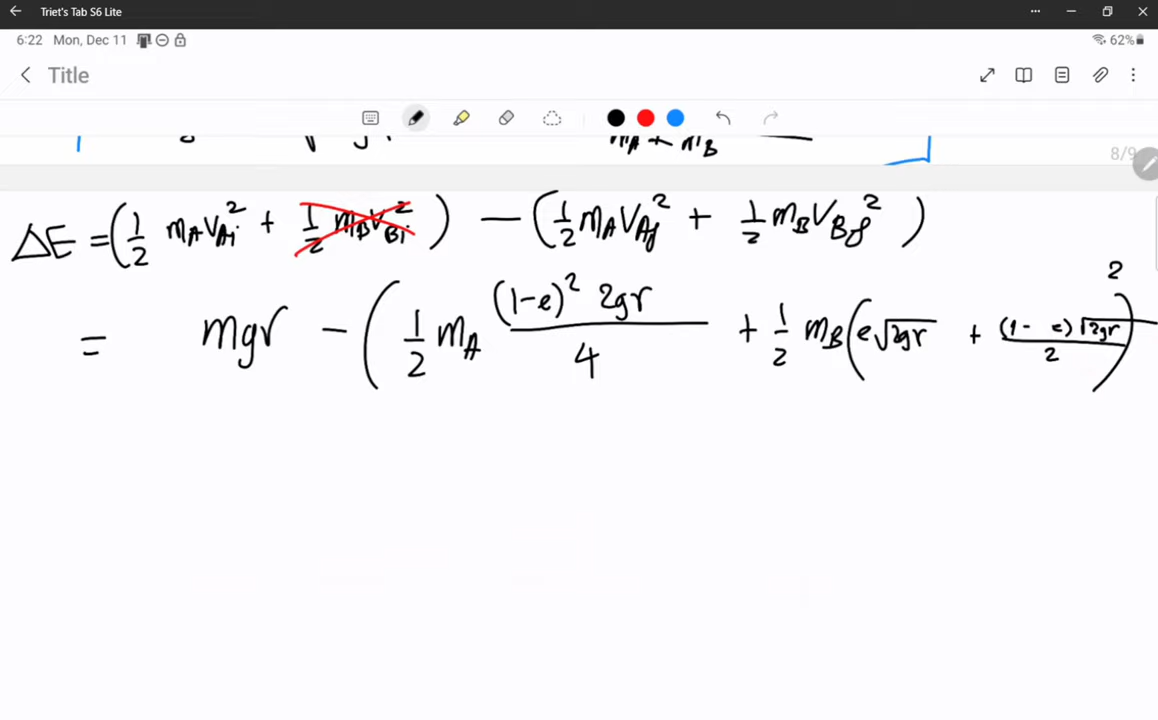 Triet's Tab S6 Lite
6:22 Mon, Dec 11 62%
Title
8/9
m_A + m_B
ΔE = (1/2 m_A V_Ai^2 + 1/2 m_B V_Bi^2) − (1/2 m_A V_Af^2 + 1/2 m_B V_Bf^2)
= mgr − (1/2 m_A (1-e)^2 2gr / 4 + 1/2 m_B (e√2gr + (1 - e)√2gr / 2)^2